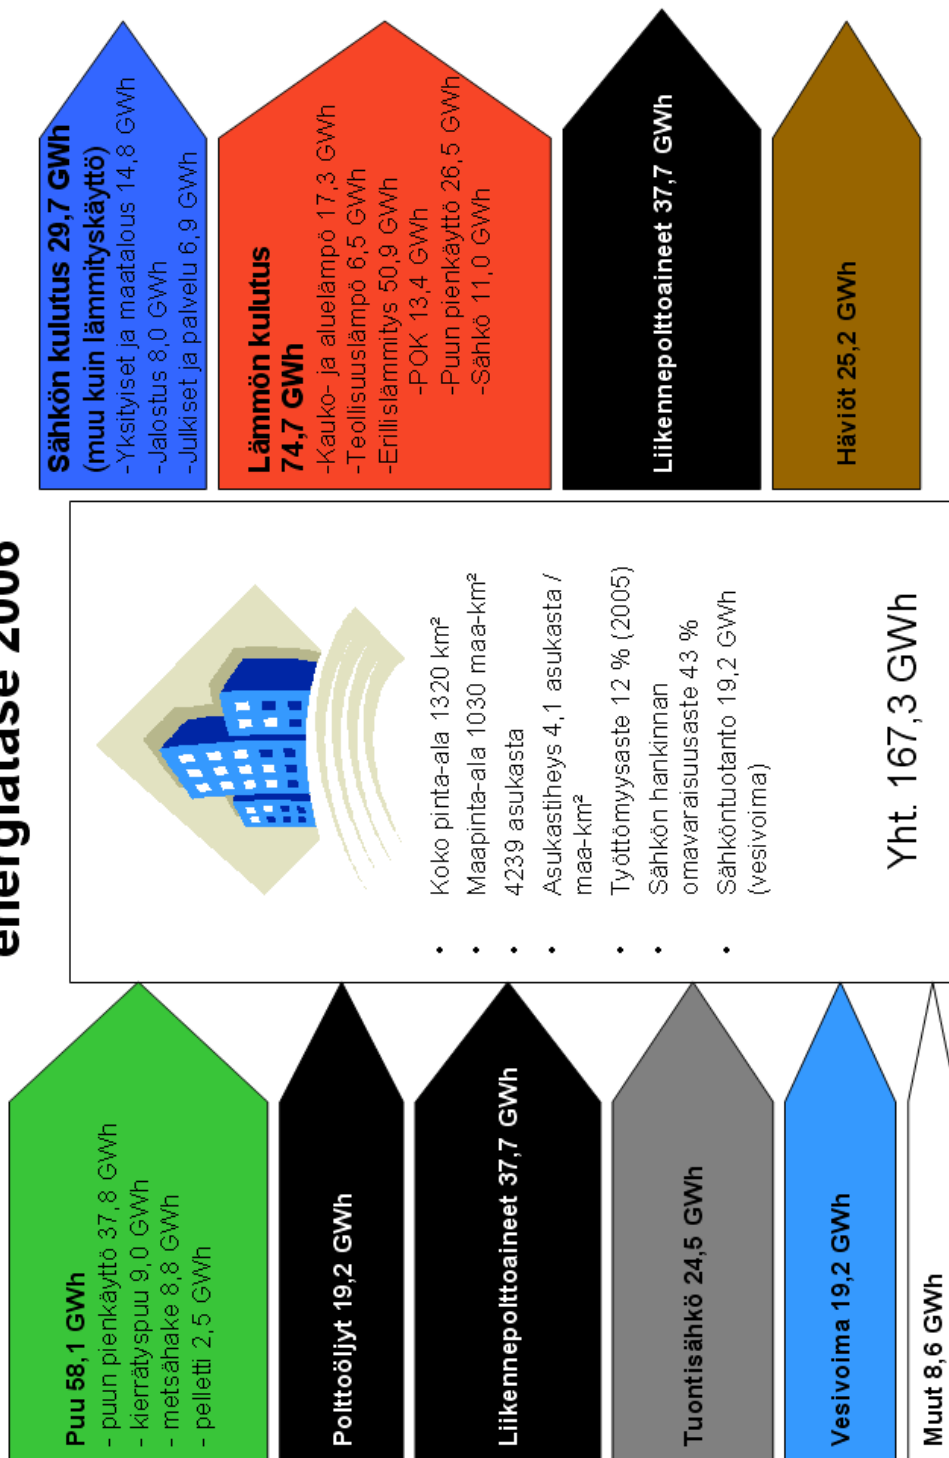 energiatase 2006
Puu 58,1 GWh
- puun pienkäyttö 37,8 GWh
- kierrätyspuu 9,0 GWh
- metsähake 8,8 GWh
- pelletti 2,5 GWh
Polttoöljyt 19,2 GWh
Liikennepolttoaineet 37,7 GWh
Tuontisähkö 24,5 GWh
Vesivoima 19,2 GWh
Muut 8,6 GWh
• Koko pinta-ala 1320 km²
• Maapinta-ala 1030 maa-km²
• 4239 asukasta
• Asukastiheys 4,1 asukasta /
maa-km²
• Työttömyysaste 12 % (2005)
• Sähkön hankinnan
omavaraisuusaste 43 %
• Sähköntuotanto 19,2 GWh
(vesivoima)
Yht. 167,3 GWh
Sähkön kulutus 29,7 GWh
(muu kuin lämmityskäyttö)
-Yksityiset ja maatalous 14,8 GWh
-Jalostus 8,0 GWh
-Julkiset ja palvelu 6,9 GWh
Lämmön kulutus
74,7 GWh
-Kauko- ja aluelämpö 17,3 GWh
-Teollisuuslämpö 6,5 GWh
-Erillislämmitys 50,9 GWh
-POK 13,4 GWh
-Puun pienkäyttö 26,5 GWh
-Sähkö 11,0 GWh
Liikennepolttoaineet 37,7 GWh
Häviöt 25,2 GWh